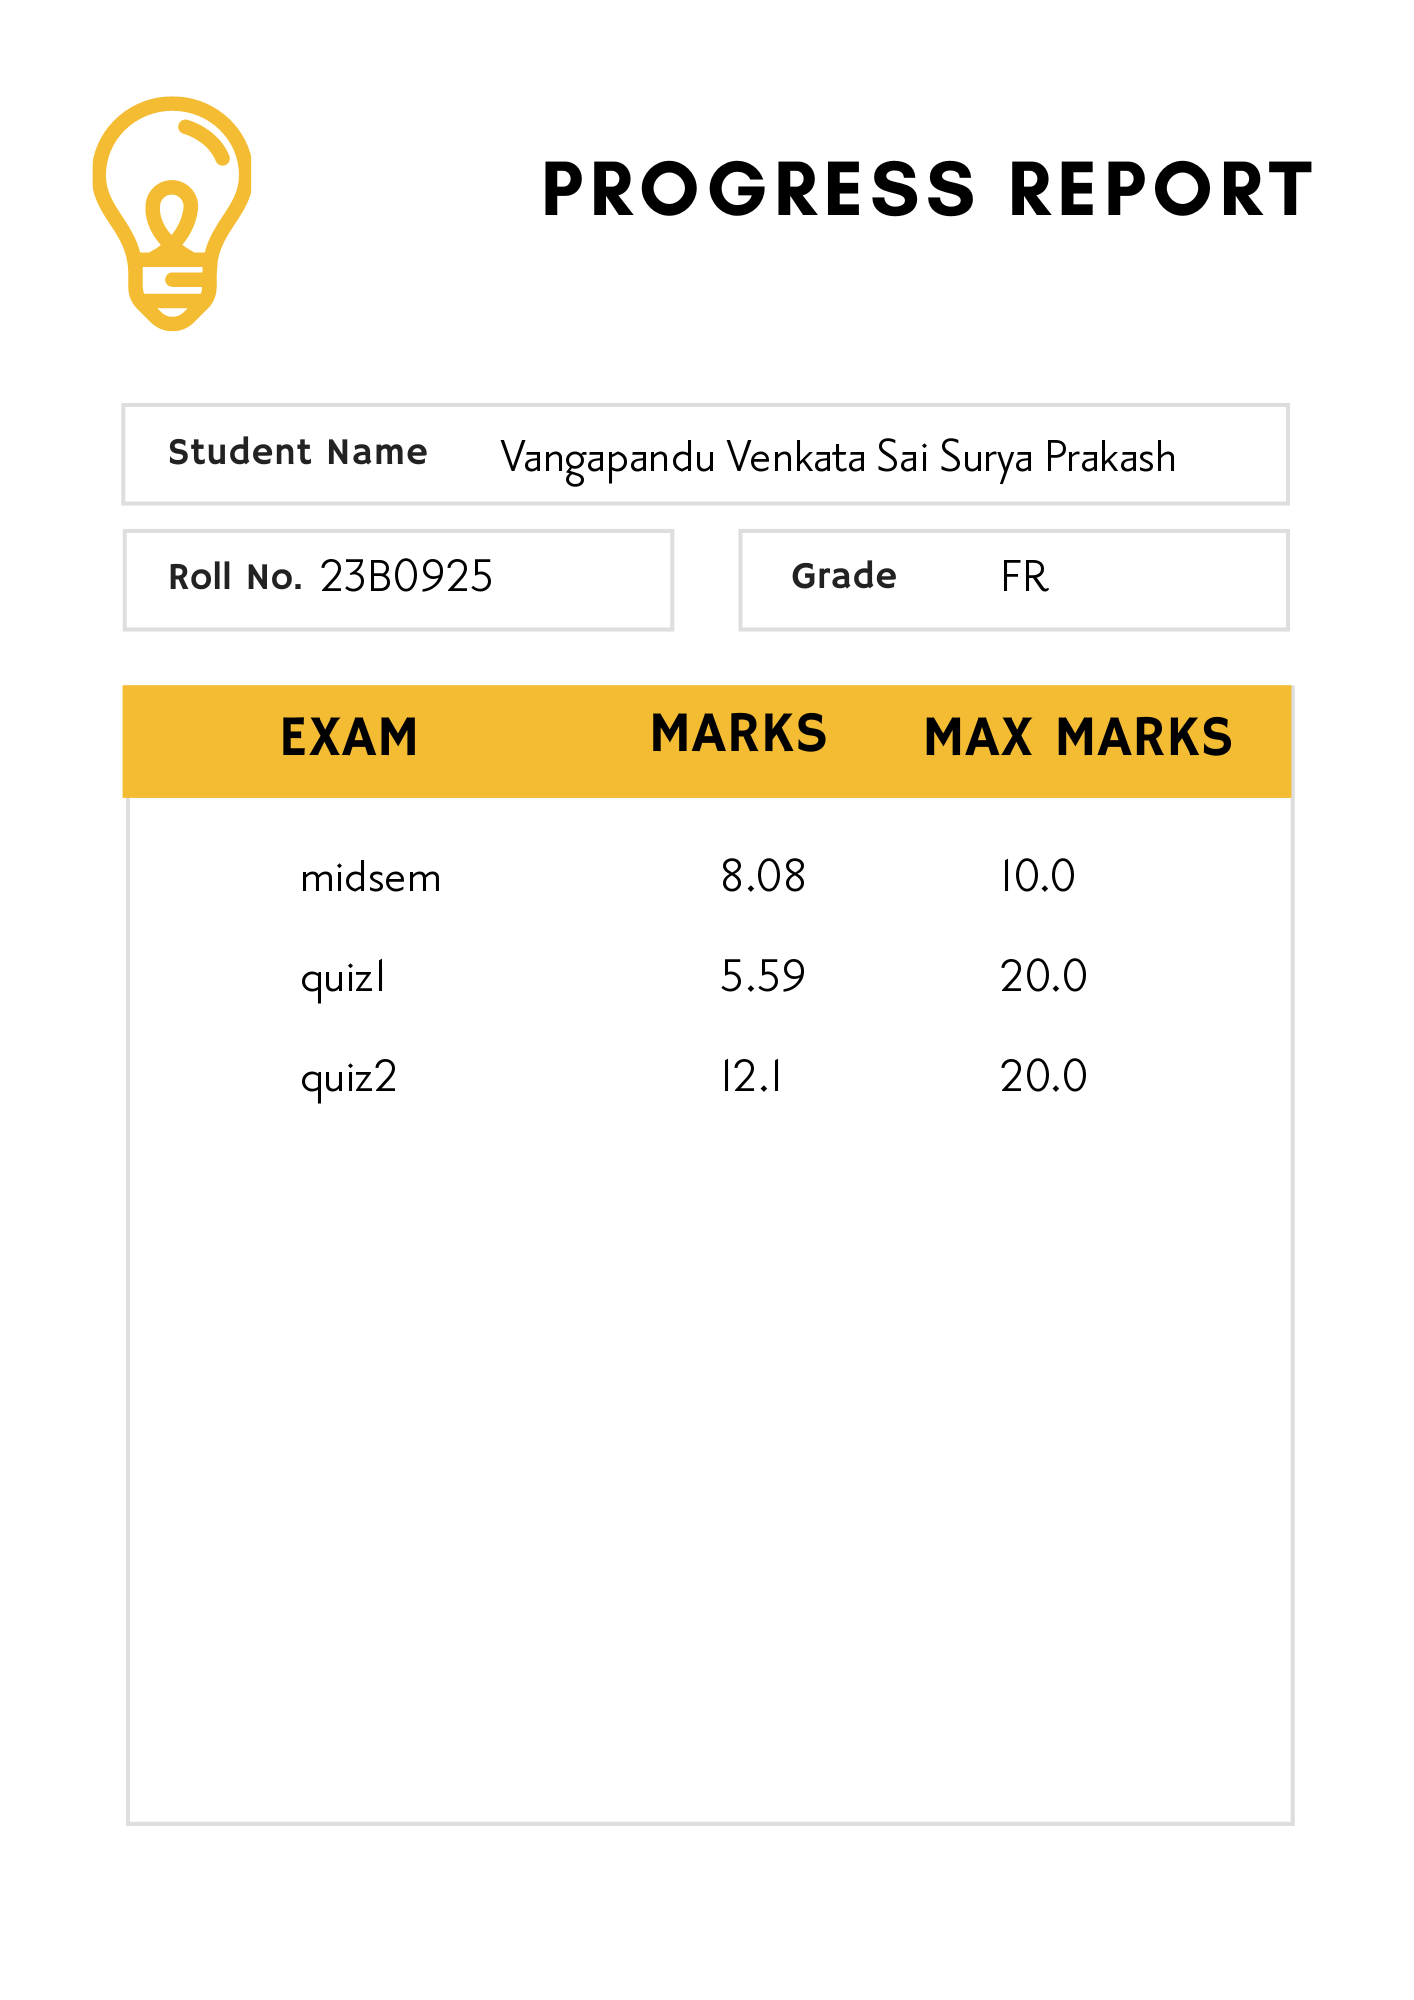 PROGRESS REPORT
Student Name Vangapandu Venkata Sai Surya Prakash
Roll No. 23B0925 Grade FR
EXAM MARKS MAX MARKS
midsem 8.08 10.0
quiz1 5.59 20.0
quiz2 12.1 20.0